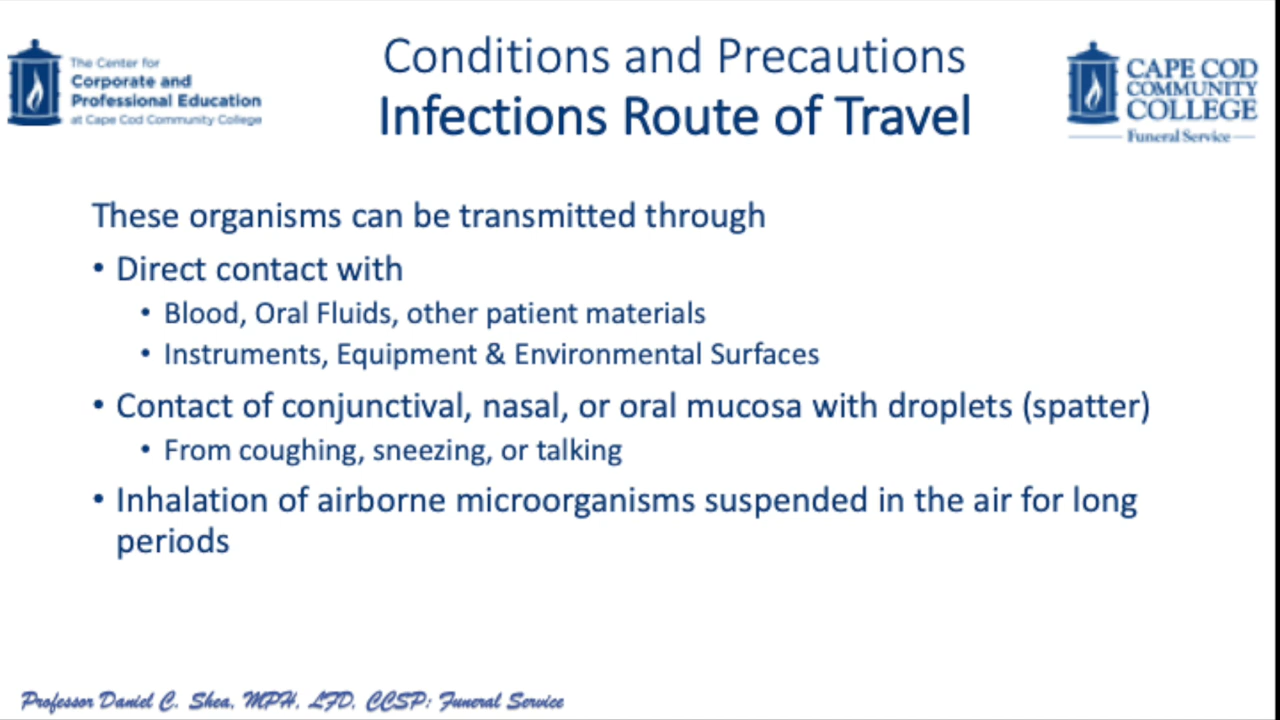 The Center for
Corporate and
Professional Education
at Cape Cod Community College
Conditions and Precautions
Infections Route of Travel
CAPE COD
COMMUNITY
COLLEGE
Funeral Service
These organisms can be transmitted through
• Direct contact with
• Blood, Oral Fluids, other patient materials
• Instruments, Equipment & Environmental Surfaces
• Contact of conjunctival, nasal, or oral mucosa with droplets (spatter)
• From coughing, sneezing, or talking
• Inhalation of airborne microorganisms suspended in the air for long
periods
Professor Daniel C. Shea, MPH, LFD, CCSP: Funeral Service